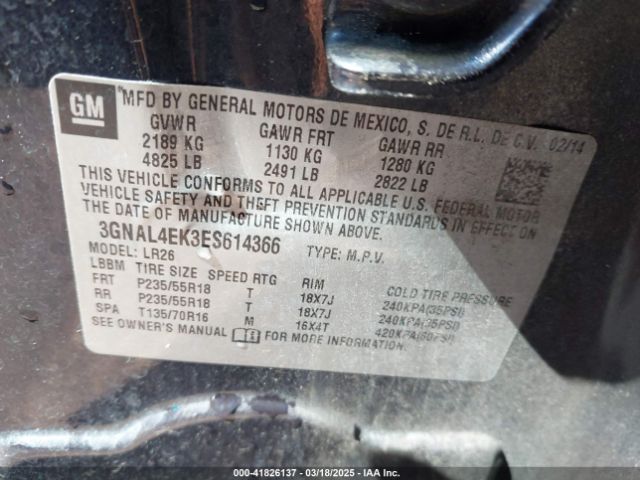 GM
*MFD BY GENERAL MOTORS DE MEXICO, S. DE R.L. DE C.V. 02/14
GVWR GAWR FRT GAWR RR
2189 KG 1130 KG 1280 KG
4825 LB 2491 LB 2822 LB
THIS VEHICLE CONFORMS TO ALL APPLICABLE U.S. FEDERAL MOTOR
VEHICLE SAFETY AND THEFT PREVENTION STANDARDS IN EFFECT ON
THE DATE OF MANUFACTURE SHOWN ABOVE.
3GNAL4EK3ES614366 TYPE: M.P.V.
MODEL: LR26
LBBM TIRE SIZE SPEED RTG RIM COLD TIRE PRESSURE
FRT P235/55R18 T 18X7J 240KPA(35PSI)
RR P235/55R18 T 18X7J 240KPA(35PSI)
SPA T135/70R16 M 16X4T 420KPA(60PSI)
SEE OWNER'S MANUAL FOR MORE INFORMATION.
000-41826137 - 03/18/2025 - IAA Inc.